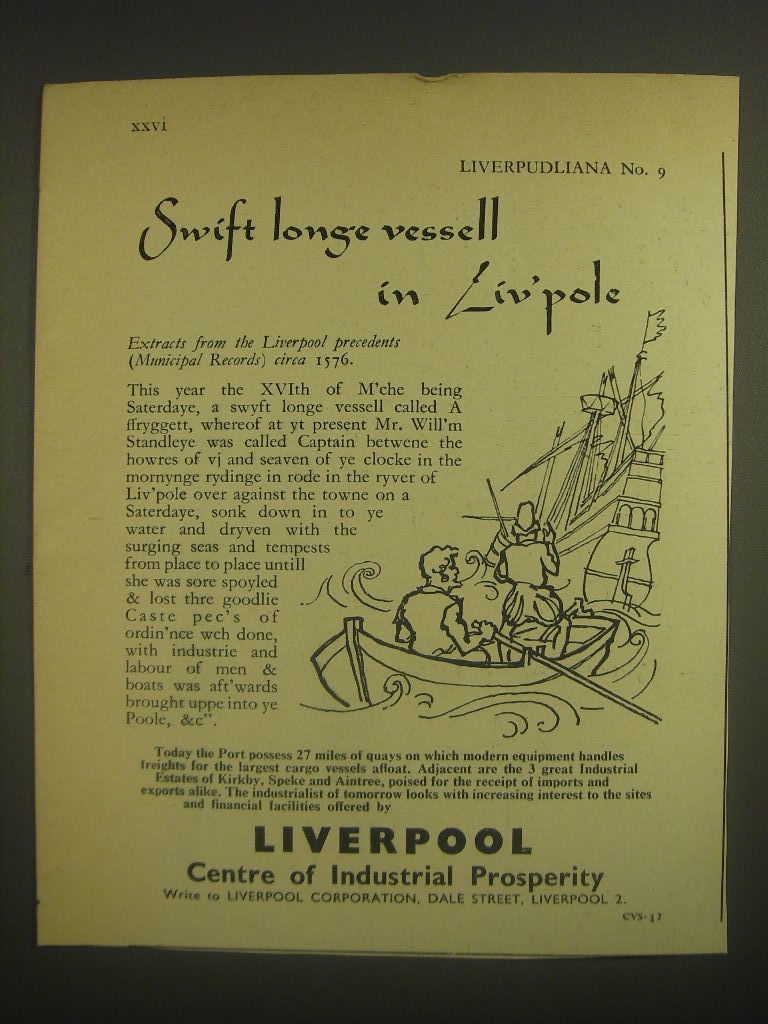 xxvi
LIVERPUDLIANA No. 9
Swift longe vessell
in Liv'pole
Extracts from the Liverpool precedents
(Municipal Records) circa 1576.
This year the XVIth of M'che being
Saterdaye, a swyft longe vessell called A
ffryggett, whereof at yt present Mr. Will'm
Standleye was called Captain betwene the
howres of vj and seaven of ye clocke in the
mornynge rydinge in rode in the ryver of
Liv'pole over against the towne on a
Saterdaye, sonk down in to ye
water and dryven with the
surging seas and tempests
from place to place untill
she was sore spoyled
& lost thre goodlie
Caste pec's of
ordin'nce wch done,
with industrie and
labour of men &
boats was aft'wards
brought uppe into ye
Poole, &c".
Today the Port possess 27 miles of quays on which modern equipment handles
freights for the largest cargo vessels afloat. Adjacent are the 3 great Industrial
Estates of Kirkby, Speke and Aintree, poised for the receipt of imports and
exports alike. The industrialist of tomorrow looks with increasing interest to the sites
and financial facilities offered by
LIVERPOOL
Centre of Industrial Prosperity
Write to LIVERPOOL CORPORATION, DALE STREET, LIVERPOOL 2.